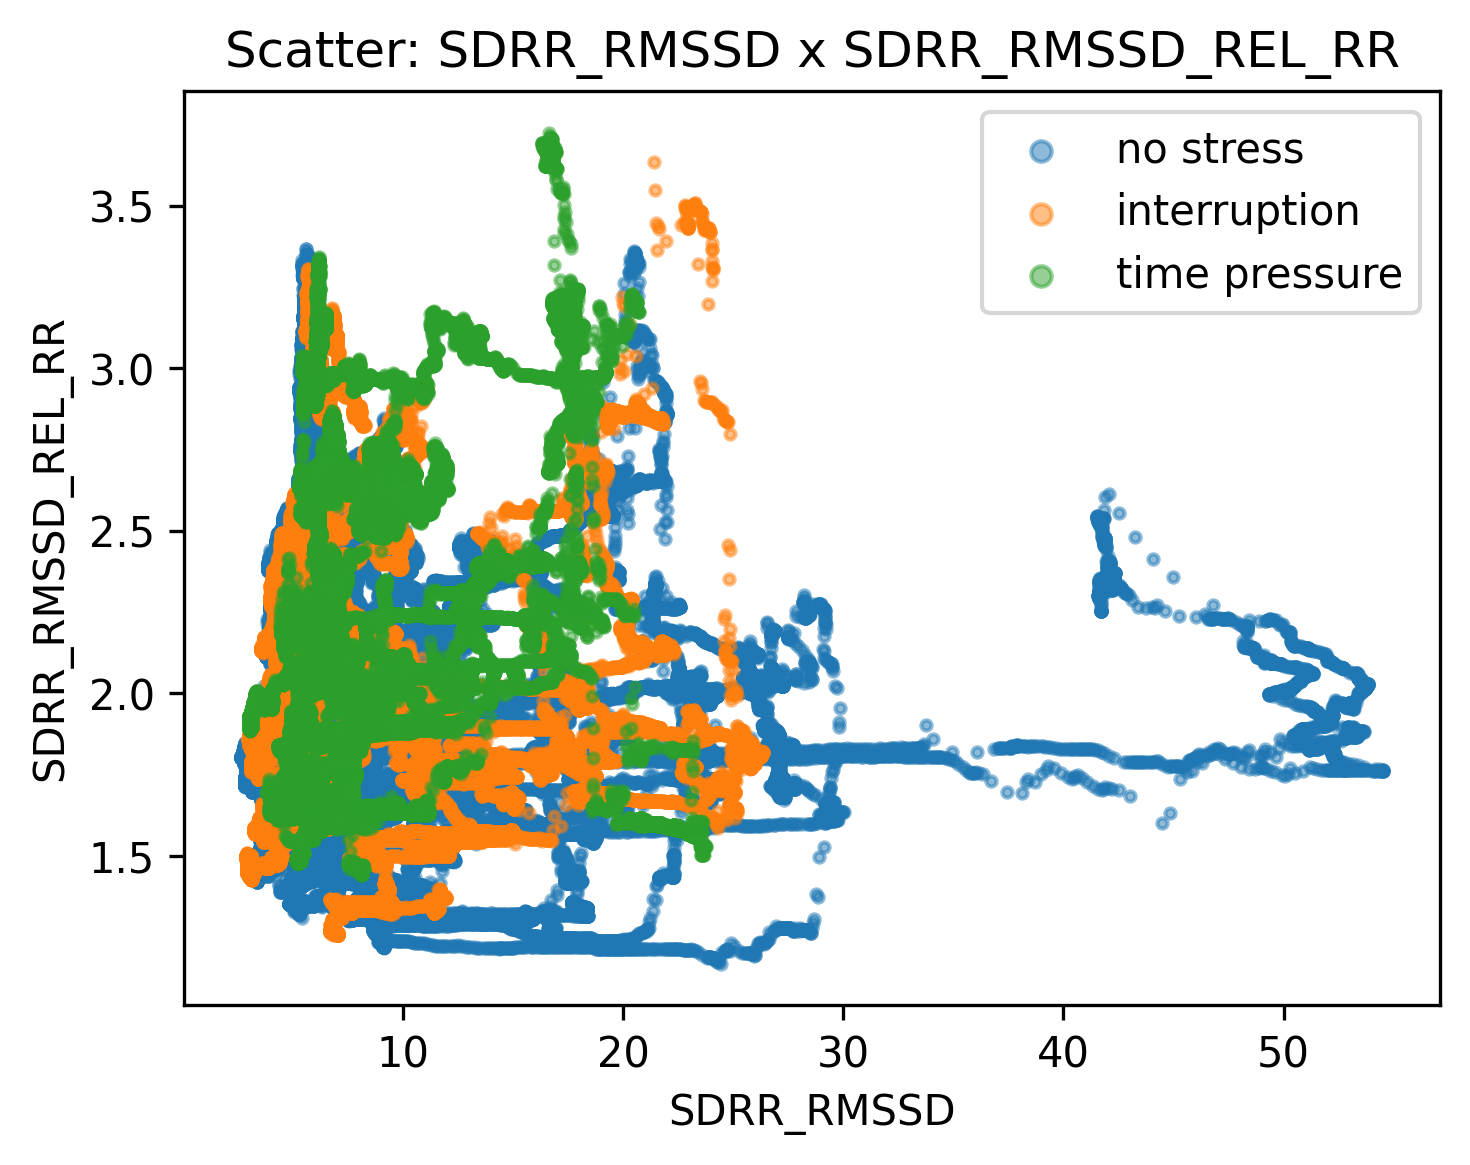 Scatter: SDRR_RMSSD x SDRR_RMSSD_REL_RR
no stress
interruption
time pressure
SDRR_RMSSD_REL_RR
3.5
3.0
2.5
2.0
1.5
10 20 30 40 50
SDRR_RMSSD